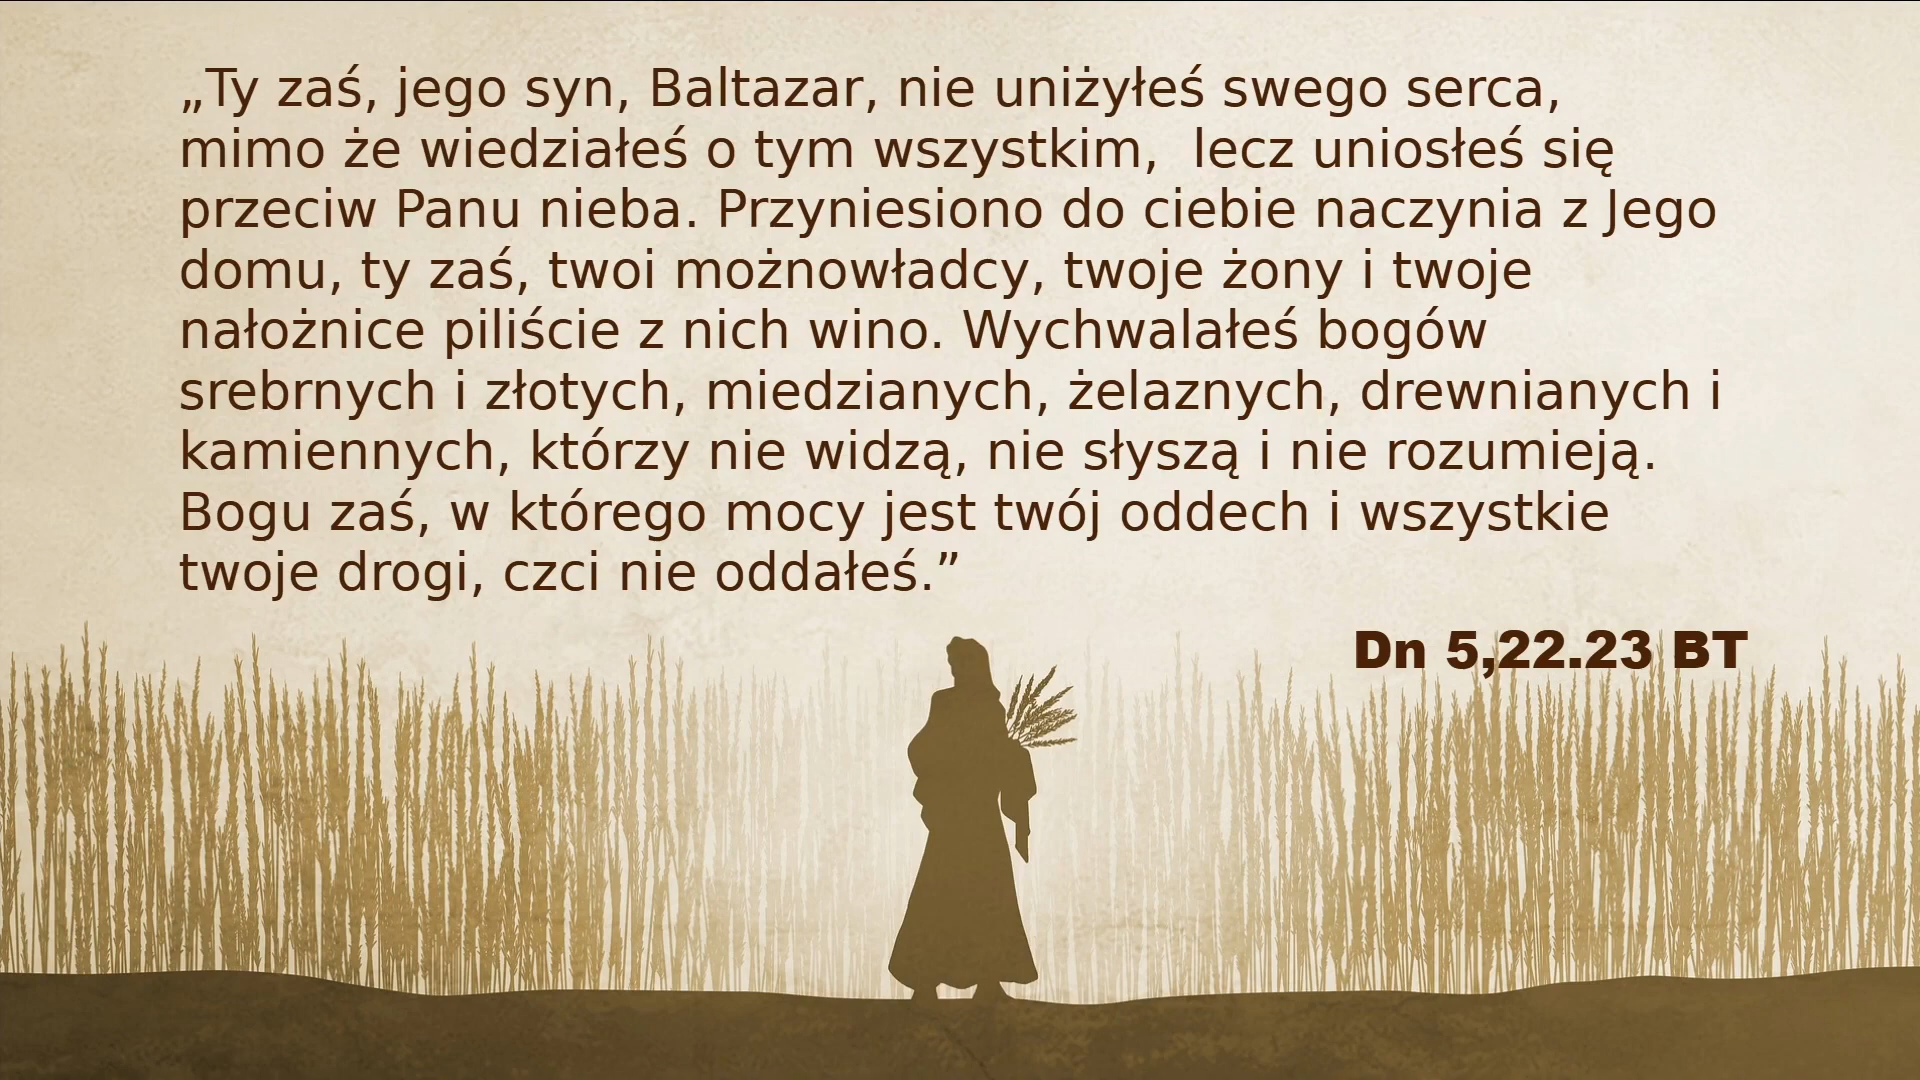 „Ty zaś, jego syn, Baltazar, nie uniżyłeś swego serca,
mimo że wiedziałeś o tym wszystkim,  lecz uniosłeś się
przeciw Panu nieba. Przyniesiono do ciebie naczynia z Jego
domu, ty zaś, twoi możnowładcy, twoje żony i twoje
nałożnice piliście z nich wino. Wychwalałeś bogów
srebrnych i złotych, miedzianych, żelaznych, drewnianych i
kamiennych, którzy nie widzą, nie słyszą i nie rozumieją.
Bogu zaś, w którego mocy jest twój oddech i wszystkie
twoje drogi, czci nie oddałeś.”
Dn 5,22.23 BT